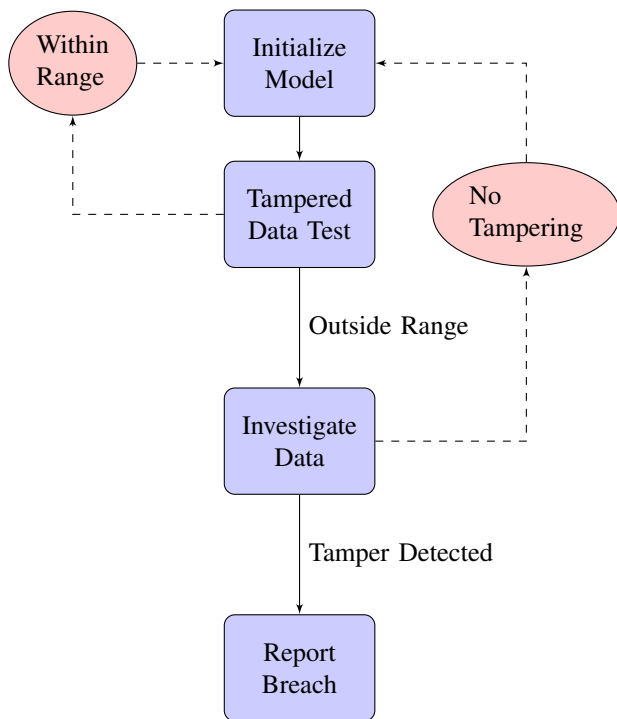 Within
Range
Initialize
Model
Tampered
Data Test
No
Tampering
Outside Range
Investigate
Data
Tamper Detected
Report
Breach